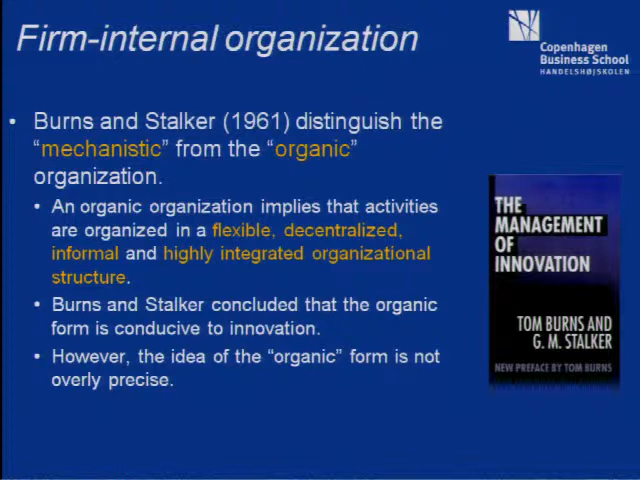 Firm-internal organization
Copenhagen
Business School
HANDELSHØJSKOLEN
• Burns and Stalker (1961) distinguish the
“mechanistic” from the “organic”
organization.
• An organic organization implies that activities
are organized in a flexible, decentralized,
informal and highly integrated organizational
structure.
• Burns and Stalker concluded that the organic
form is conducive to innovation.
• However, the idea of the “organic” form is not
overly precise.
THE
MANAGEMENT
OF
INNOVATION
TOM BURNS AND
G. M. STALKER
NEW PREFACE BY TOM BURNS